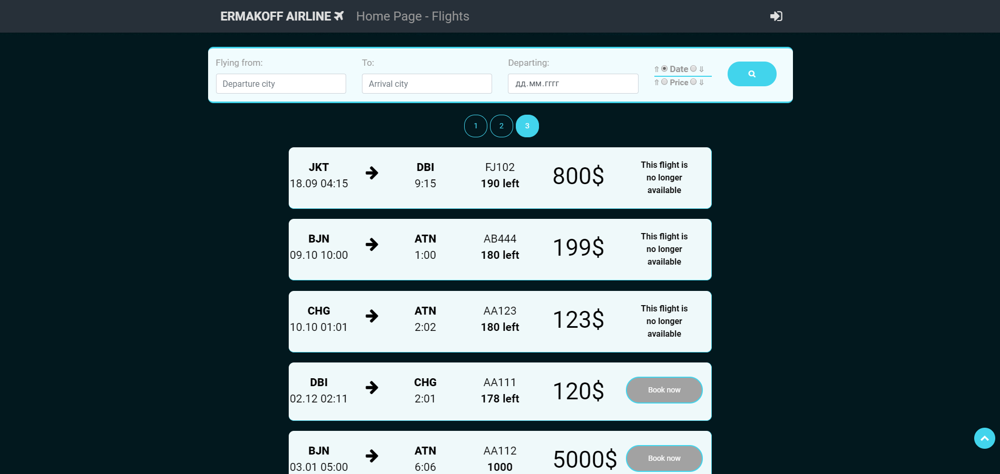 ERMAKOFF AIRLINE Home Page - Flights
Flying from: To: Departing:
Departure city Arrival city дд.мм.гггг
⇑ Date ⇓
⇑ Price ⇓
1 2 3
JKT DBI FJ102 800$ This flight is
18.09 04:15 9:15 190 left no longer
available
BJN ATN AB444 199$ This flight is
09.10 10:00 1:00 180 left no longer
available
CHG ATN AA123 123$ This flight is
10.10 01:01 2:02 180 left no longer
available
DBI CHG AA111 120$ Book now
02.12 02:11 2:01 178 left
BJN ATN AA112 5000$ Book now
03.01 05:00 6:06 1000